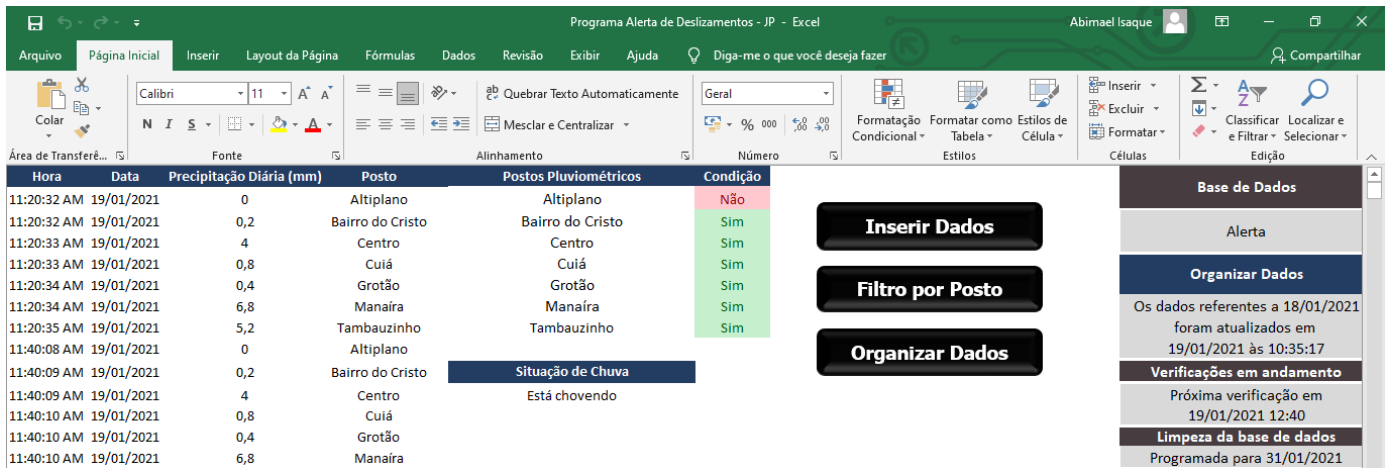 Programa Alerta de Deslizamentos - JP - Excel
Abimael Isaque
Arquivo Página Inicial Inserir Layout da Página Fórmulas Dados Revisão Exibir Ajuda Diga-me o que você deseja fazer Compartilhar
Colar
Área de Transferê...
Calibri 11 A A
N I S A
Fonte
ab Quebrar Texto Automaticamente
Mesclar e Centralizar
Alinhamento
Geral
% 000 ,00 ,00
Número
Formatação Condicional
Formatar como Tabela
Estilos de Célula
Estilos
Inserir
Excluir
Formatar
Células
Classificar e Filtrar
Localizar e Selecionar
Edição
Hora Data Precipitação Diária (mm) Posto Postos Pluviométricos Condição
11:20:32 AM 19/01/2021 0 Altiplano Altiplano Não
11:20:32 AM 19/01/2021 0,2 Bairro do Cristo Bairro do Cristo Sim
11:20:33 AM 19/01/2021 4 Centro Centro Sim
11:20:33 AM 19/01/2021 0,8 Cuiá Cuiá Sim
11:20:34 AM 19/01/2021 0,4 Grotão Grotão Sim
11:20:34 AM 19/01/2021 6,8 Manaíra Manaíra Sim
11:20:35 AM 19/01/2021 5,2 Tambauzinho Tambauzinho Sim
11:40:08 AM 19/01/2021 0 Altiplano
11:40:09 AM 19/01/2021 0,2 Bairro do Cristo Situação de Chuva
11:40:09 AM 19/01/2021 4 Centro Está chovendo
11:40:10 AM 19/01/2021 0,8 Cuiá
11:40:10 AM 19/01/2021 0,4 Grotão
11:40:10 AM 19/01/2021 6,8 Manaíra
Inserir Dados
Filtro por Posto
Organizar Dados
Base de Dados
Alerta
Organizar Dados
Os dados referentes a 18/01/2021
foram atualizados em
19/01/2021 às 10:35:17
Verificações em andamento
Próxima verificação em
19/01/2021 12:40
Limpeza da base de dados
Programada para 31/01/2021